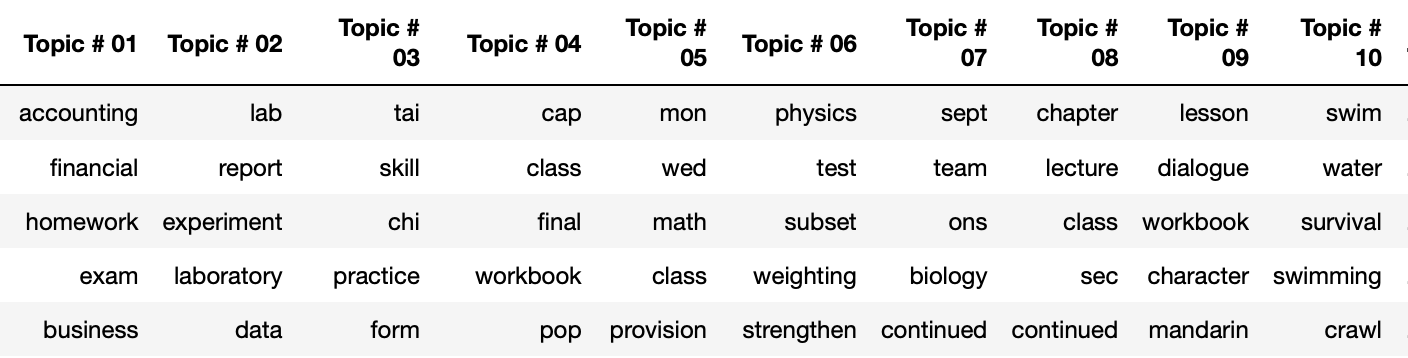 Topic # 01 Topic # 02 Topic # 03 Topic # 04 Topic # 05 Topic # 06 Topic # 07 Topic # 08 Topic # 09 Topic # 10
accounting lab tai cap mon physics sept chapter lesson swim
financial report skill class wed test team lecture dialogue water
homework experiment chi final math subset ons class workbook survival
exam laboratory practice workbook class weighting biology sec character swimming
business data form pop provision strengthen continued continued mandarin crawl